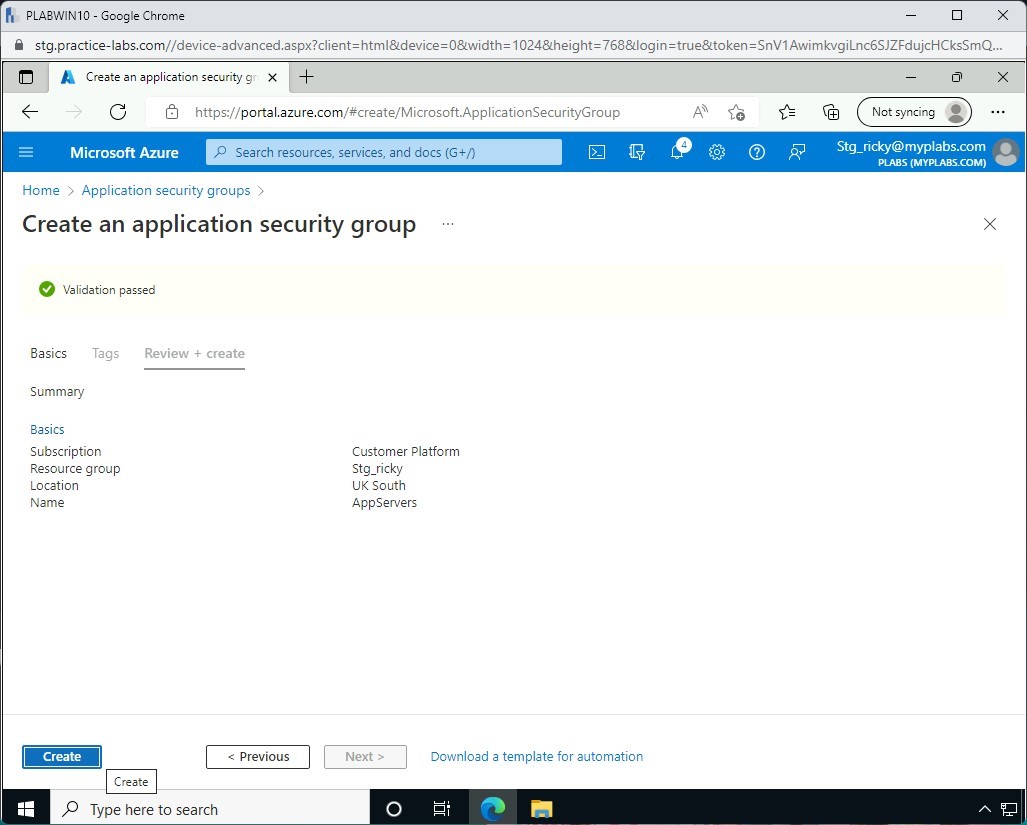 PLABWIN10 - Google Chrome
stg.practice-labs.com//device-advanced.aspx?client=html&device=0&width=1024&height=768&login=true&token=SnV1AwimkvgiLnc6SJZFdujcHCksSmQ...
Create an application security gr
https://portal.azure.com/#create/Microsoft.ApplicationSecurityGroup
Not syncing
Microsoft Azure
Search resources, services, and docs (G+/)
4
Stg_ricky@myplabs.com
PLABS (MYPLABS.COM)
Home > Application security groups >
Create an application security group ...
Validation passed
Basics Tags Review + create
Summary
Basics
Subscription Customer Platform
Resource group Stg_ricky
Location UK South
Name AppServers
Create < Previous Next > Download a template for automation
Create
Type here to search